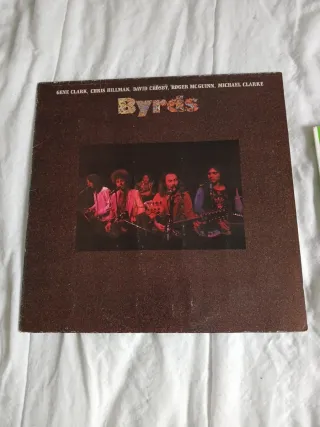 GENE CLARK, CHRIS HILLMAN, DAVID CROSBY, ROGER McGUINN, MICHAEL CLARKE
Byrds